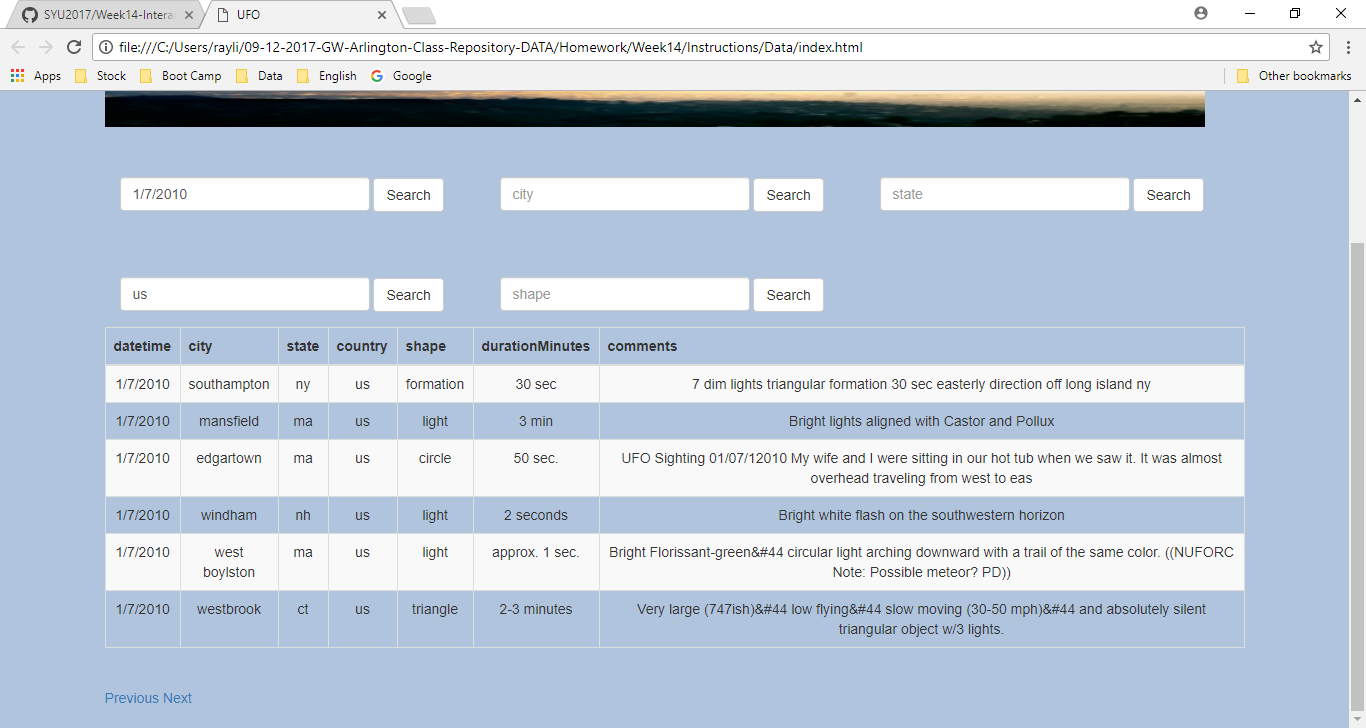 SYU2017/Week14-Intera
UFO
file:///C:/Users/rayli/09-12-2017-GW-Arlington-Class-Repository-DATA/Homework/Week14/Instructions/Data/index.html
Apps Stock Boot Camp Data English Google Other bookmarks
1/7/2010 Search city Search state Search
us Search shape Search
datetime city state country shape durationMinutes comments
1/7/2010 southampton ny us formation 30 sec 7 dim lights triangular formation 30 sec easterly direction off long island ny
1/7/2010 mansfield ma us light 3 min Bright lights aligned with Castor and Pollux
1/7/2010 edgartown ma us circle 50 sec. UFO Sighting 01/07/12010 My wife and I were sitting in our hot tub when we saw it. It was almost
overhead traveling from west to eas
1/7/2010 windham nh us light 2 seconds Bright white flash on the southwestern horizon
1/7/2010 west ma us light approx. 1 sec. Bright Florissant-green&#44 circular light arching downward with a trail of the same color. ((NUFORC
boylston Note: Possible meteor? PD))
1/7/2010 westbrook ct us triangle 2-3 minutes Very large (747ish)&#44 low flying&#44 slow moving (30-50 mph)&#44 and absolutely silent
triangular object w/3 lights.
Previous Next